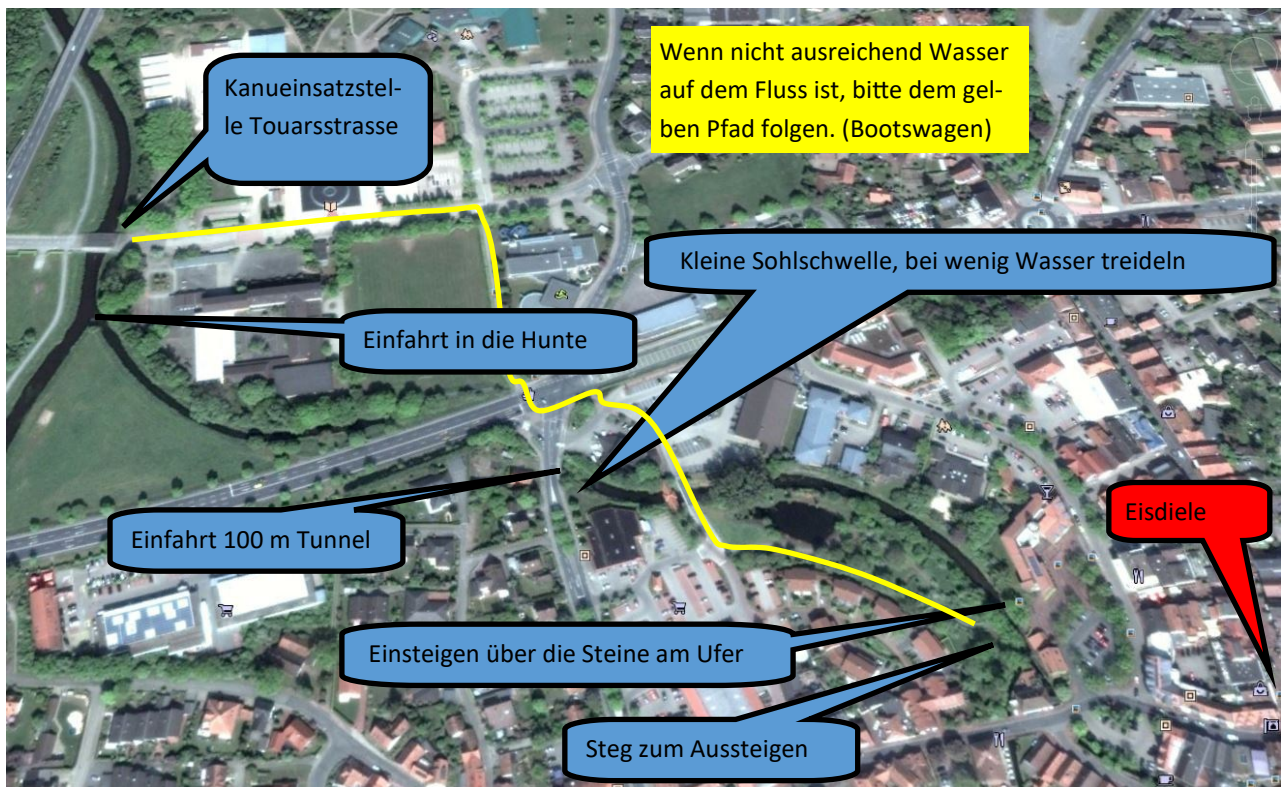 Wenn nicht ausreichend Wasser
auf dem Fluss ist, bitte dem gel-
ben Pfad folgen. (Bootswagen)
Kanueinsatzstel-
le Touarsstrasse
Kleine Sohlschwelle, bei wenig Wasser treideln
Einfahrt in die Hunte
Einfahrt 100 m Tunnel
Eisdiele
Einsteigen über die Steine am Ufer
Steg zum Aussteigen